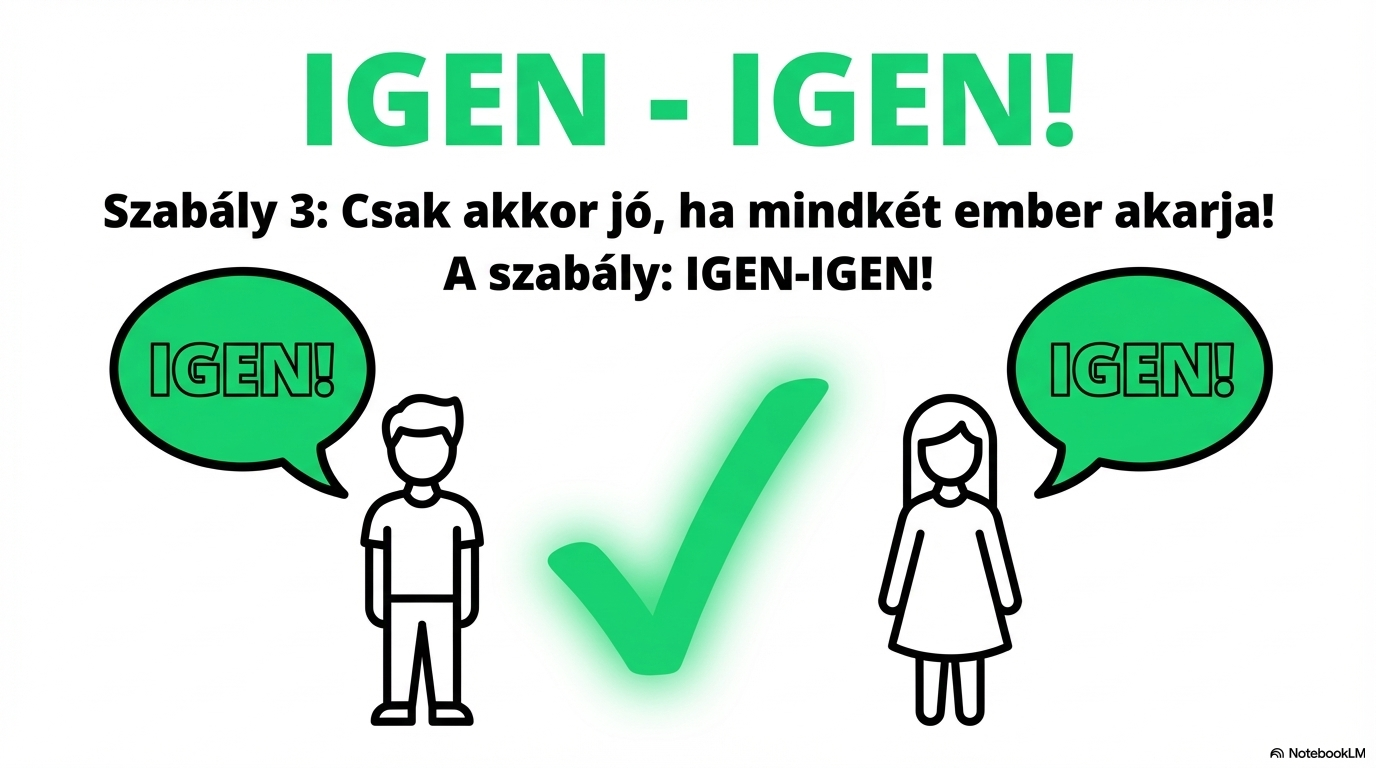 IGEN - IGEN!
Szabály 3: Csak akkor jó, ha mindkét ember akarja!
A szabály: IGEN-IGEN!
IGEN!
IGEN!
NotebookLM